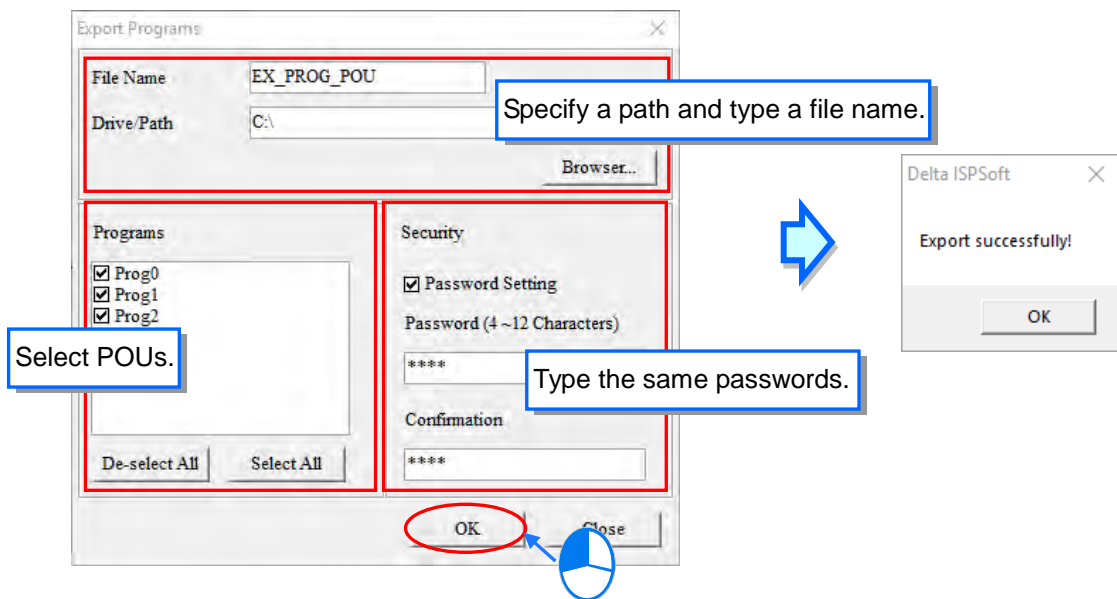 Export Programs
File Name
EX_PROG_POU
Drive/Path
C:\
Specify a path and type a file name.
Browser...
Programs
Prog0
Prog1
Prog2
Select POUs.
De-select All
Select All
Security
Password Setting
Password (4 ~12 Characters)
****
Type the same passwords.
Confirmation
****
OK
Close
Delta ISPSoft
Export successfully!
OK